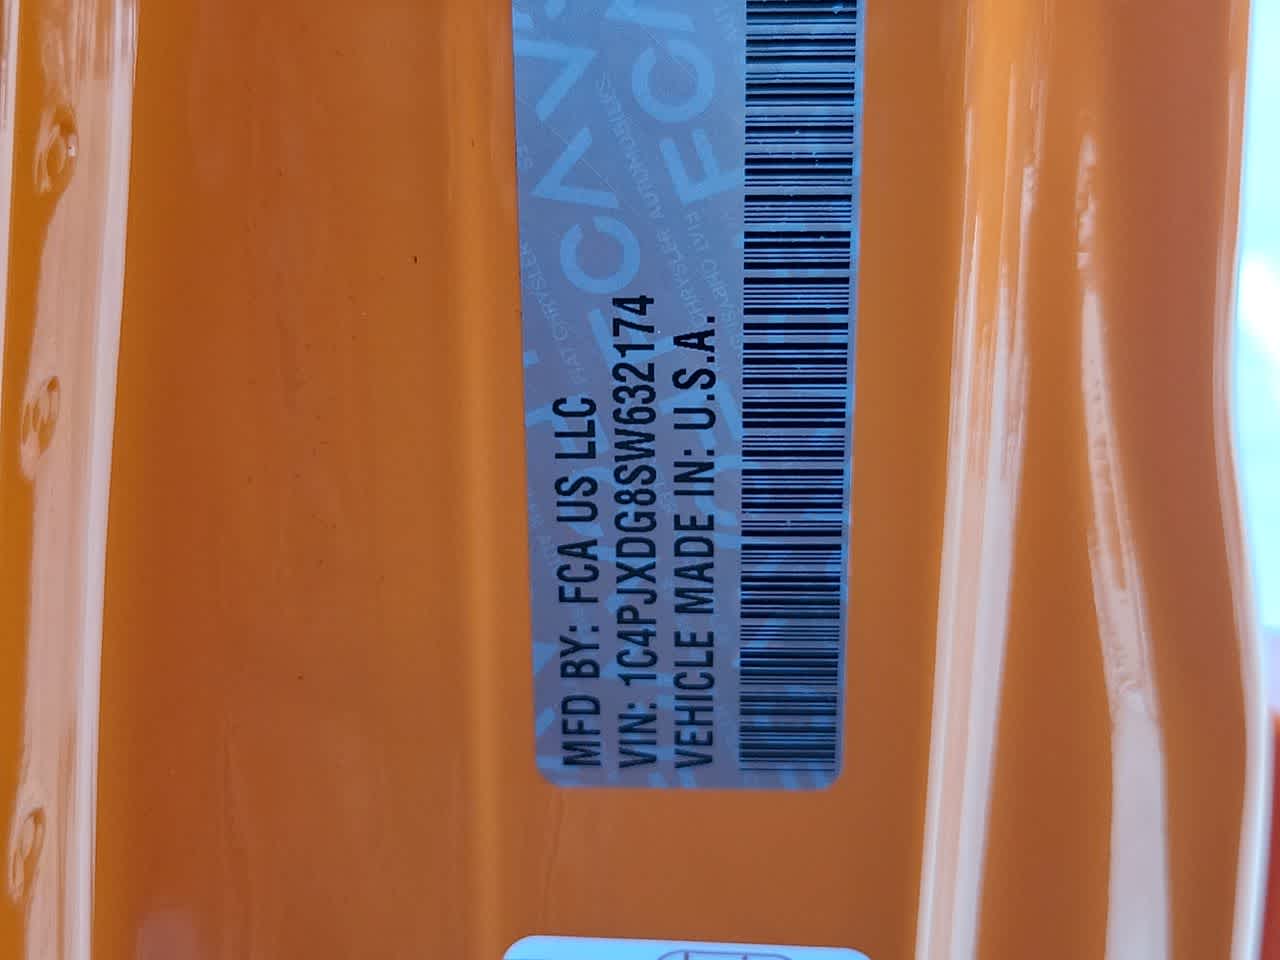 MFD BY: FCA US LLC
VIN: 1C4PJXDG8SW632174
VEHICLE MADE IN: U.S.A.